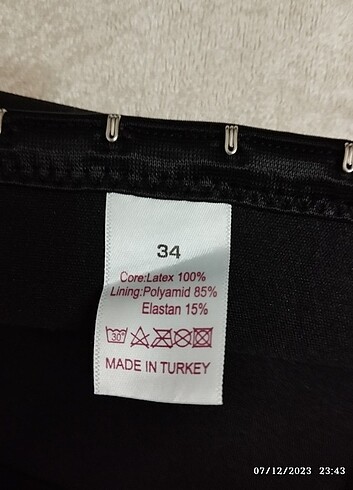 34
Core:Latex 100%
Lining:Polyamid 85%
Elastan 15%
30°
MADE IN TURKEY
07/12/2023 23:43